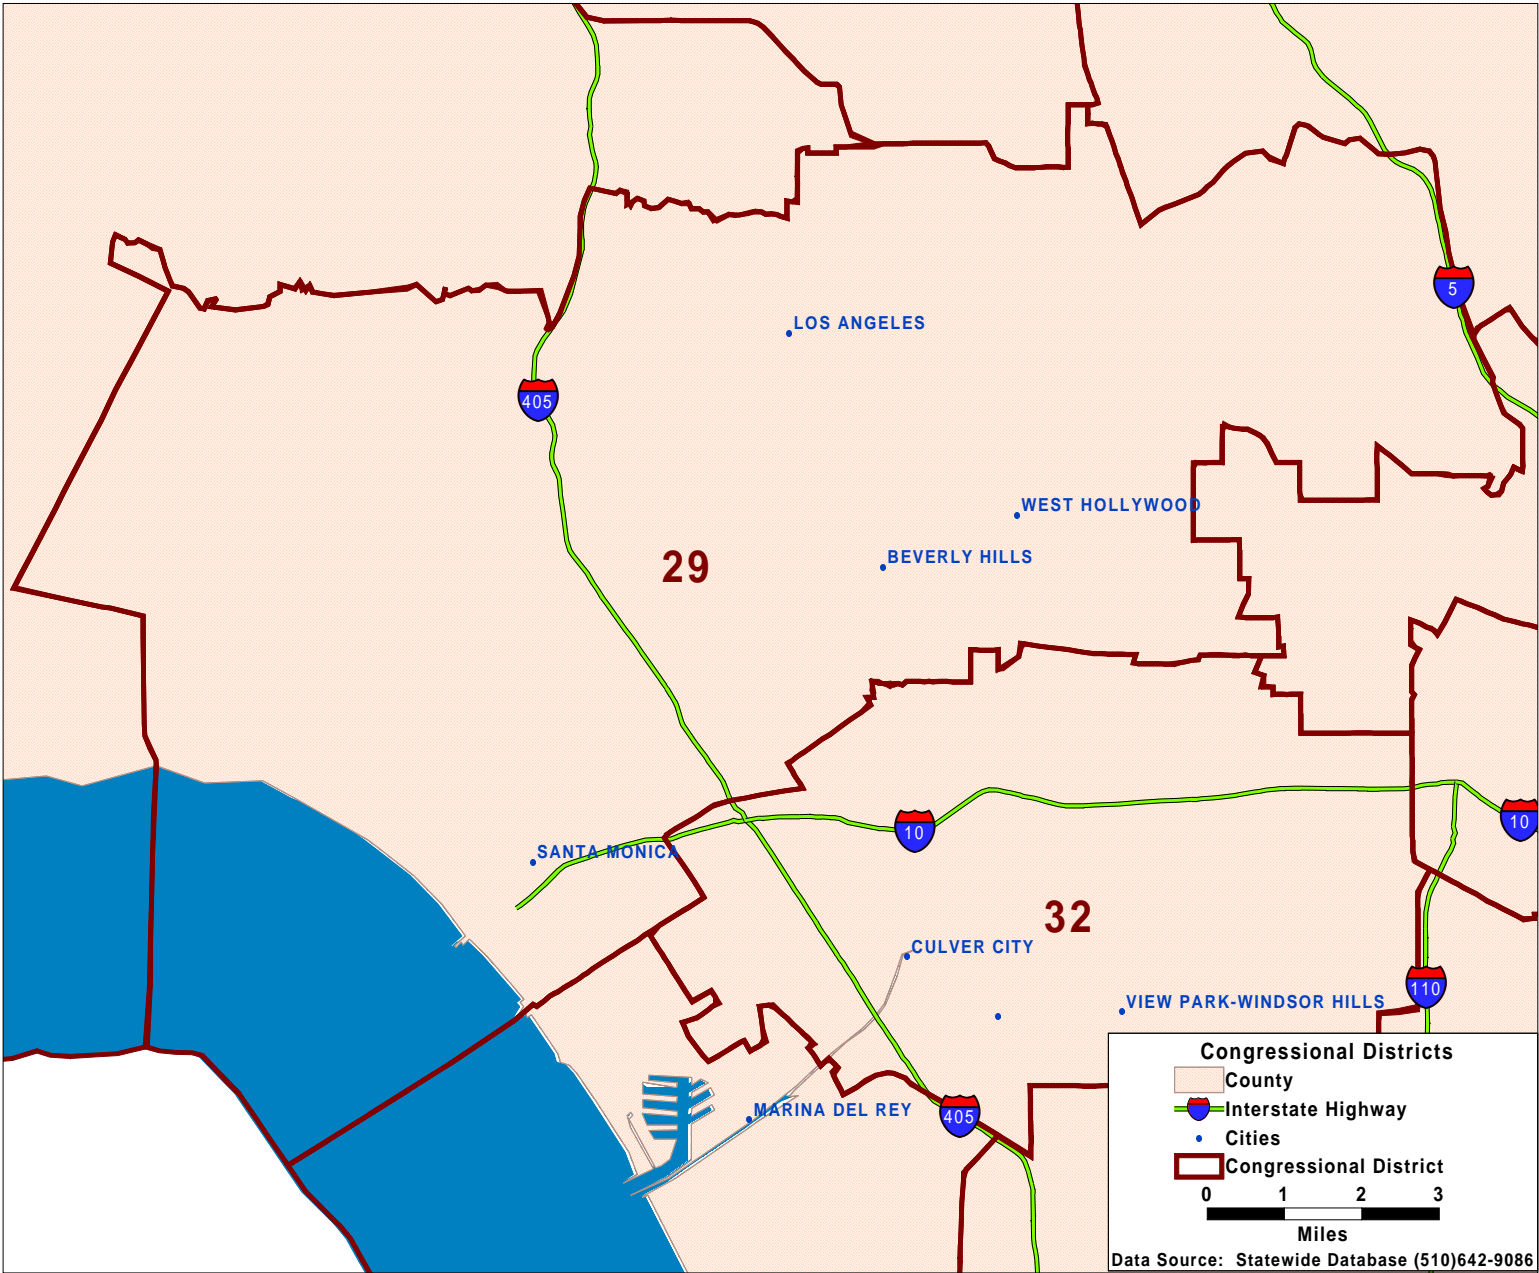 5
LOS ANGELES
405
WEST HOLLYWOOD
BEVERLY HILLS
29
10
10
SANTA MONICA
32
CULVER CITY
110
VIEW PARK-WINDSOR HILLS
MARINA DEL REY
405
Congressional Districts
County
Interstate Highway
Cities
Congressional District
0 1 2 3
Miles
Data Source: Statewide Database (510)642-9086